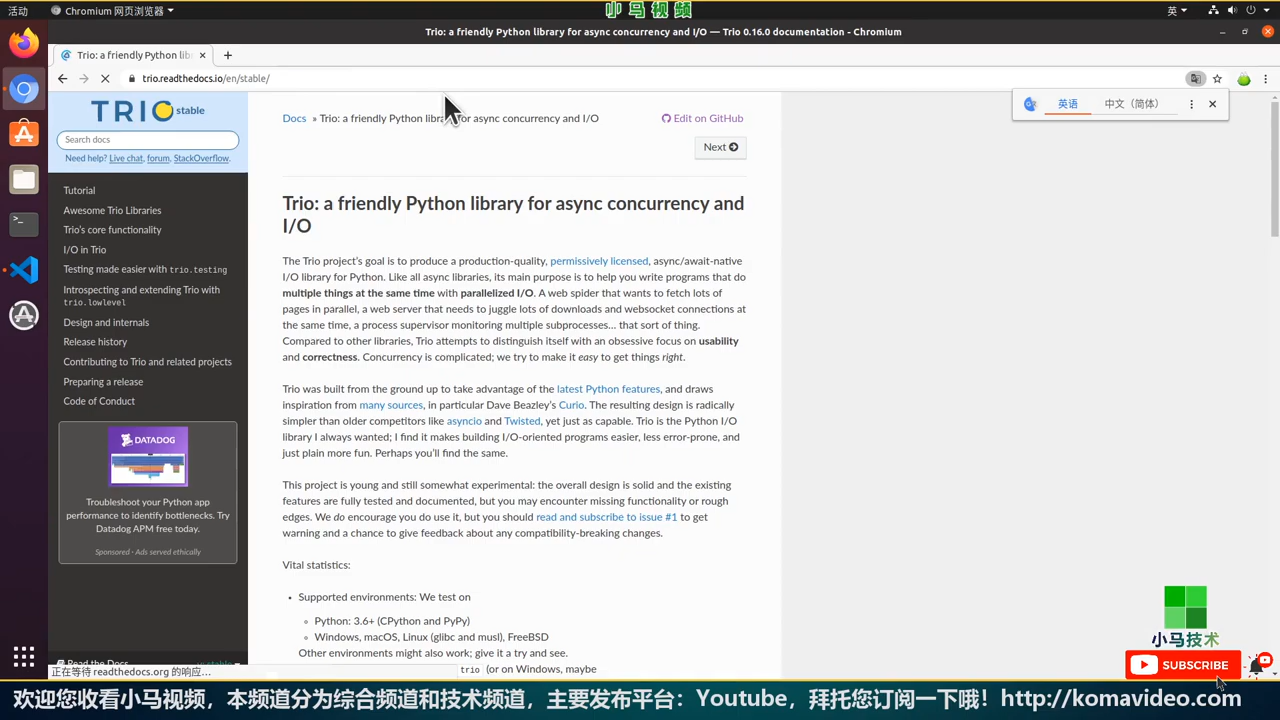 活动
Chromium 网页浏览器
小马视频
英
Trio: a friendly Python library for async concurrency and I/O — Trio 0.16.0 documentation - Chromium
Trio: a friendly Python lib
trio.readthedocs.io/en/stable/
英语
中文（简体）
TRIO stable
Search docs
Need help? Live chat, forum, StackOverflow.
Tutorial
Awesome Trio Libraries
Trio's core functionality
I/O in Trio
Testing made easier with trio.testing
Introspecting and extending Trio with
trio.lowlevel
Design and internals
Release history
Contributing to Trio and related projects
Preparing a release
Code of Conduct
DATADOG
Troubleshoot your Python app
performance to identify bottlenecks. Try
Datadog APM free today.
Sponsored · Ads served ethically
Read the Docs
正在等待 readthedocs.org 的响应...
Docs » Trio: a friendly Python library for async concurrency and I/O
Edit on GitHub
Next
Trio: a friendly Python library for async concurrency and
I/O
The Trio project's goal is to produce a production-quality, permissively licensed, async/await-native
I/O library for Python. Like all async libraries, its main purpose is to help you write programs that do
multiple things at the same time with parallelized I/O. A web spider that wants to fetch lots of
pages in parallel, a web server that needs to juggle lots of downloads and websocket connections at
the same time, a process supervisor monitoring multiple subprocesses… that sort of thing.
Compared to other libraries, Trio attempts to distinguish itself with an obsessive focus on usability
and correctness. Concurrency is complicated; we try to make it easy to get things right.
Trio was built from the ground up to take advantage of the latest Python features, and draws
inspiration from many sources, in particular Dave Beazley's Curio. The resulting design is radically
simpler than older competitors like asyncio and Twisted, yet just as capable. Trio is the Python I/O
library I always wanted; I find it makes building I/O-oriented programs easier, less error-prone, and
just plain more fun. Perhaps you'll find the same.
This project is young and still somewhat experimental: the overall design is solid and the existing
features are fully tested and documented, but you may encounter missing functionality or rough
edges. We do encourage you do use it, but you should read and subscribe to issue #1 to get
warning and a chance to give feedback about any compatibility-breaking changes.
Vital statistics:
• Supported environments: We test on
Python: 3.6+ (CPython and PyPy)
Windows, macOS, Linux (glibc and musl), FreeBSD
Other environments might also work; give it a try and see.
trio (or on Windows, maybe
小马技术
SUBSCRIBE
欢迎您收看小马视频，本频道分为综合频道和技术频道，主要发布平台：Youtube，拜托您订阅一下哦！http://komavideo.com